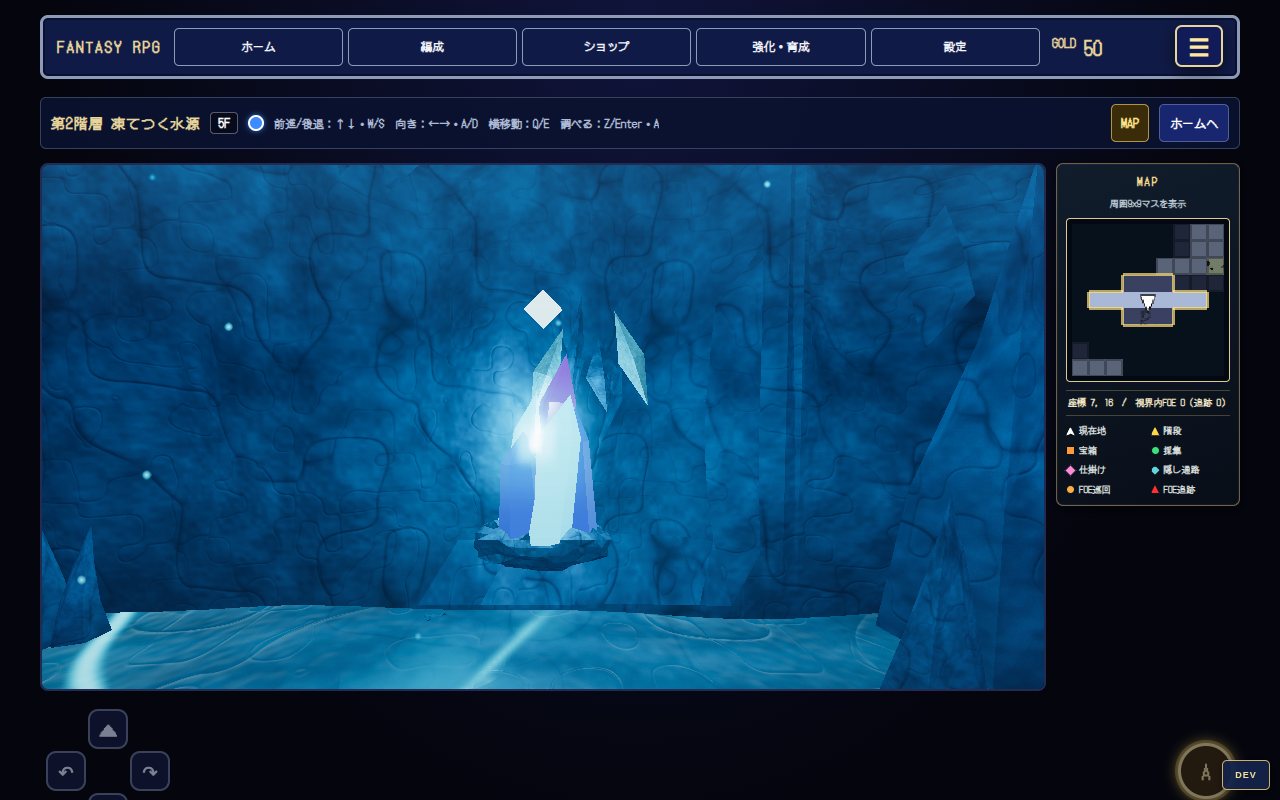 FANTASY RPG
ホーム
編成
ショップ
強化・育成
設定
GOLD 50
第2階層 凍てつく水源
5F
前進/後退：↑↓・W/S 向き：←→・A/D 横移動：Q/E 調べる：Z/Enter・A
MAP
ホームへ
MAP
周囲9x9マスを表示
座標 7, 16 / 視界内FOE 0 (追跡 0)
現在地
階段
宝箱
採集
仕掛け
隠し通路
FOE巡回
FOE追跡
A
DEV